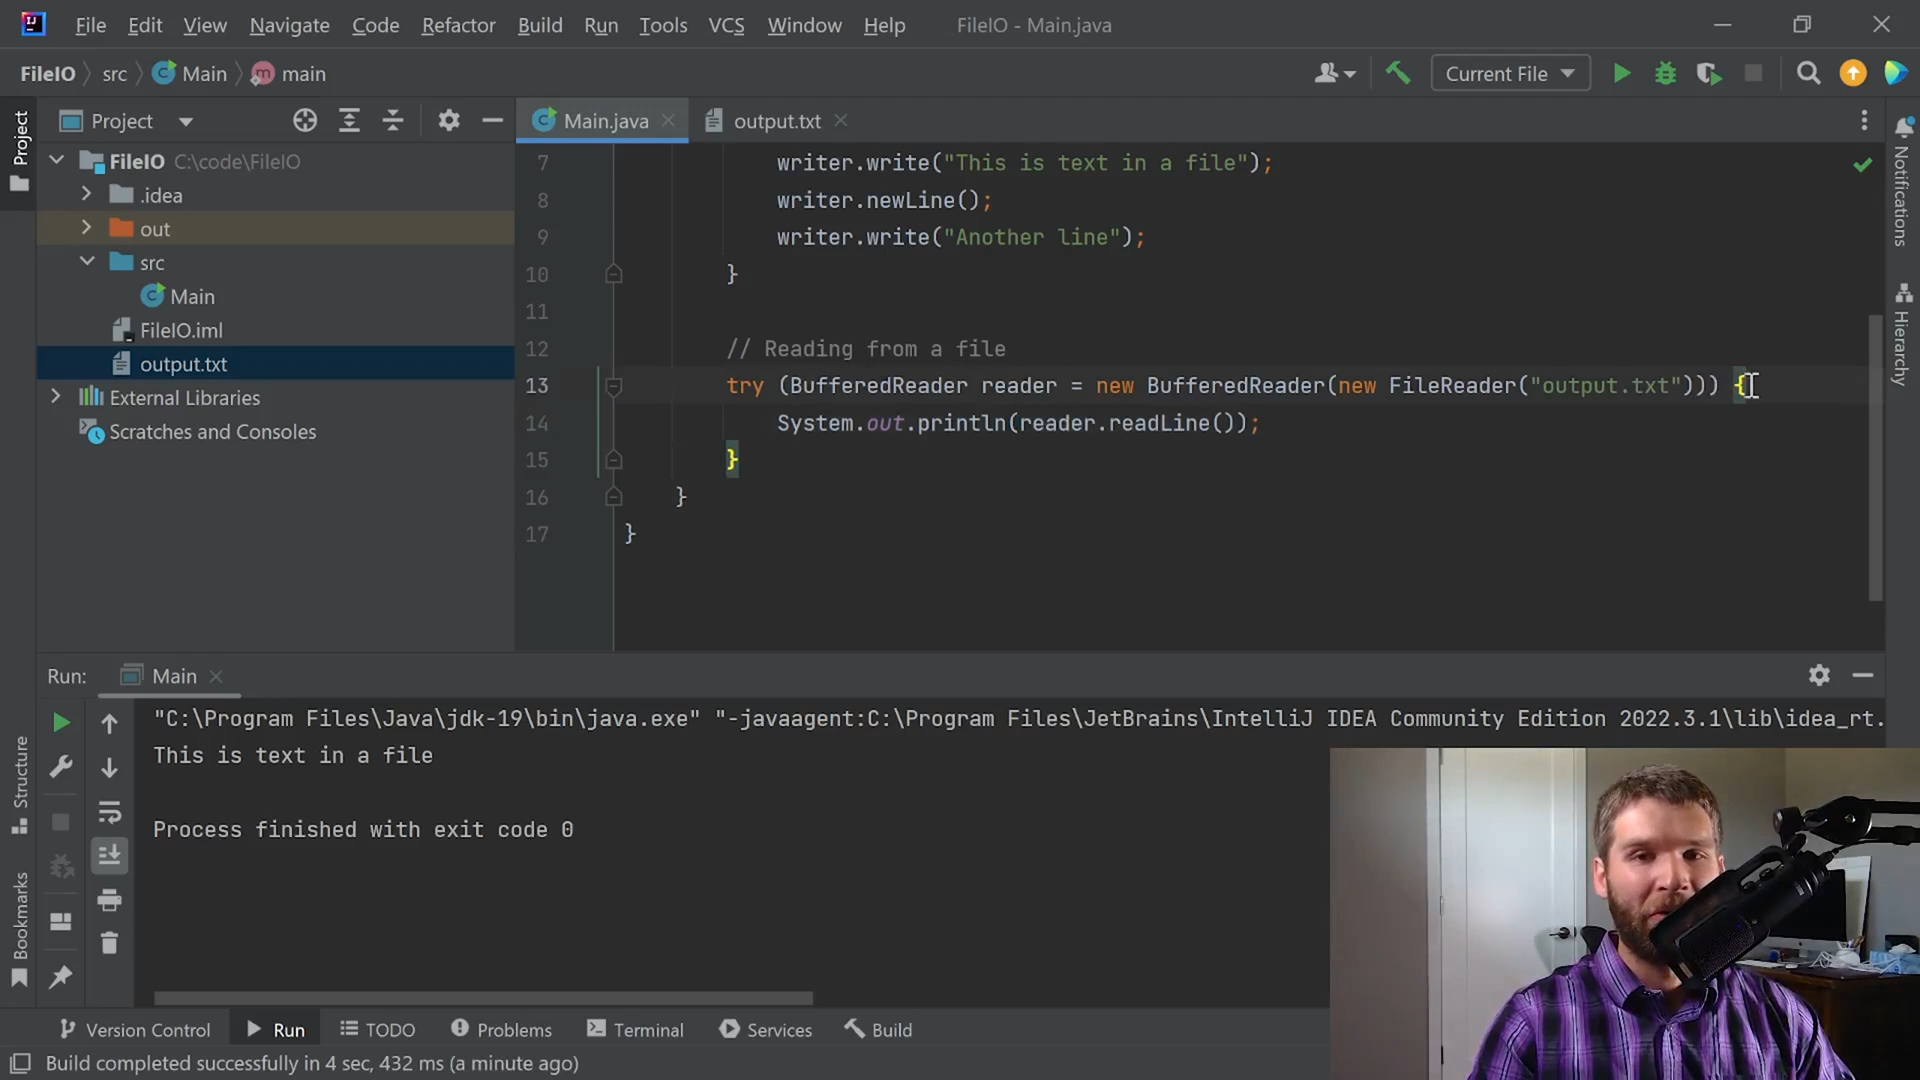 File Edit View Navigate Code Refactor Build Run Tools VCS Window Help FileIO - Main.java
FileIO src Main main Current File
Project
Project
Main.java output.txt
FileIO C:\code\FileIO
.idea
out
src
Main
FileIO.iml
output.txt
External Libraries
Scratches and Consoles
7 writer.write("This is text in a file");
8 writer.newLine();
9 writer.write("Another line");
10 }
11
12 // Reading from a file
13 try (BufferedReader reader = new BufferedReader(new FileReader("output.txt"))) {
14 System.out.println(reader.readLine());
15 }
16 }
17 }
Notifications
Hierarchy
Run: Main
"C:\Program Files\Java\jdk-19\bin\java.exe" "-javaagent:C:\Program Files\JetBrains\IntelliJ IDEA Community Edition 2022.3.1\lib\idea_rt.
This is text in a file
Process finished with exit code 0
Structure
Bookmarks
Version Control Run TODO Problems Terminal Services Build
Build completed successfully in 4 sec, 432 ms (a minute ago)